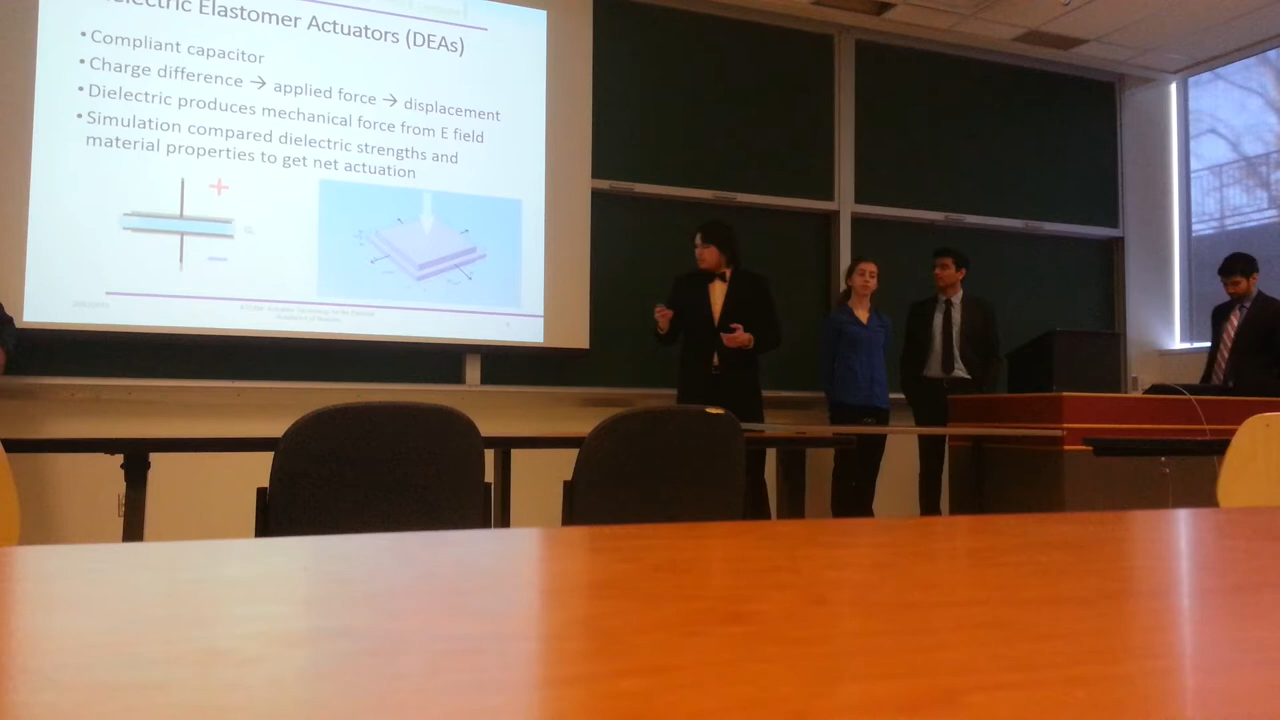 Elastomer Actuators (DEAs)
• Compliant capacitor
• Charge difference → applied force → displacement
• Dielectric produces mechanical force from E field
• Simulation compared dielectric strengths and
material properties to get net actuation
+
−